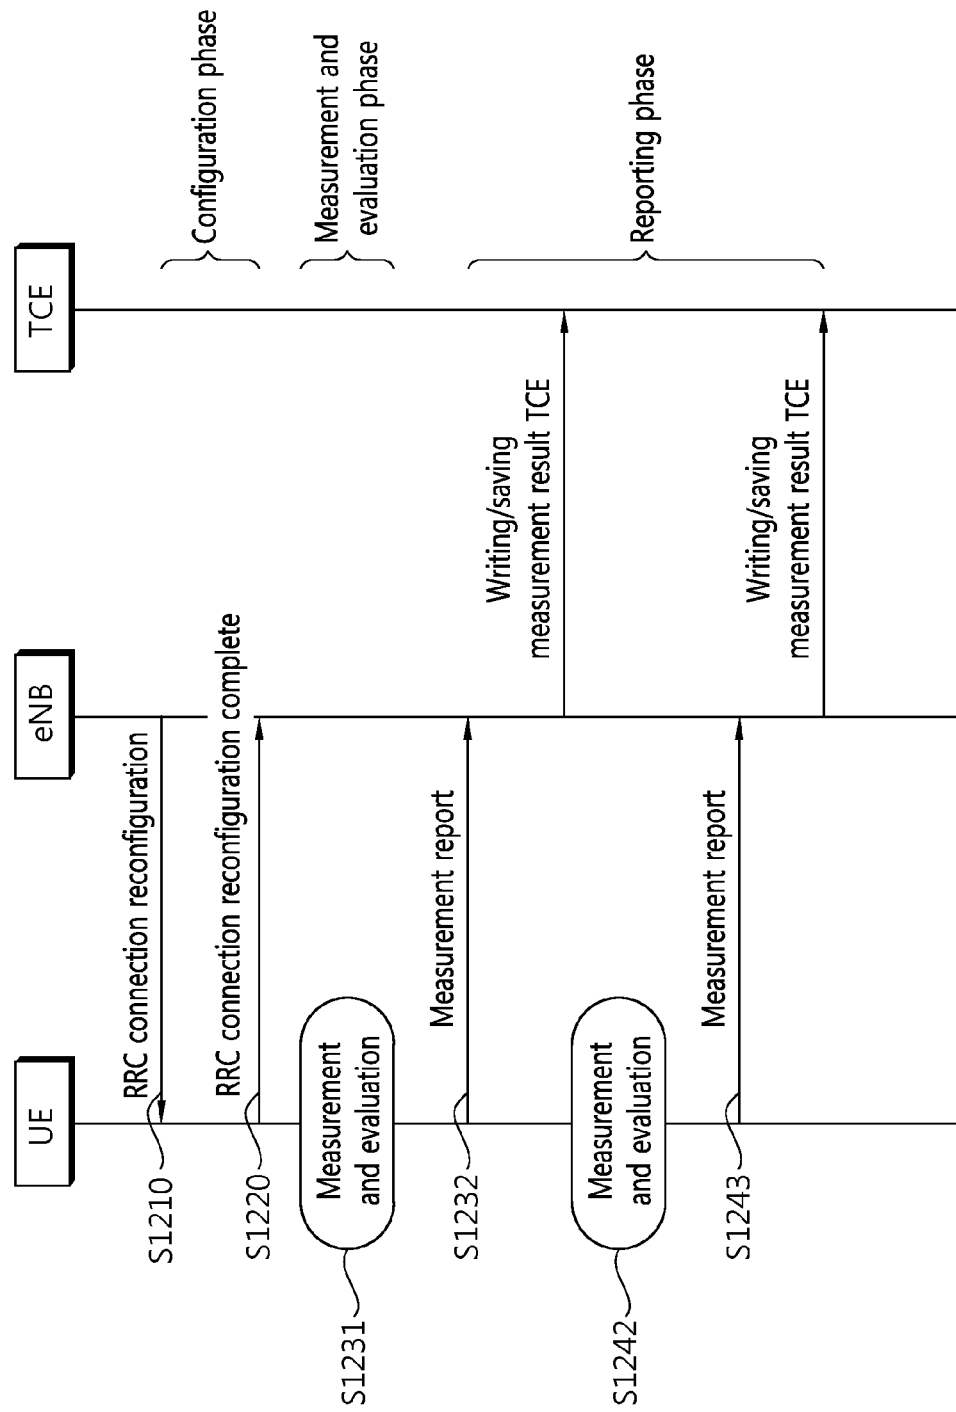 UE
eNB
TCE
S1210
RRC connection reconfiguration
Configuration phase
S1220
RRC connection reconfiguration complete
S1231
Measurement
and evaluation
Measurement and
evaluation phase
S1232
Measurement report
Writing/saving
measurement result TCE
Reporting phase
S1242
Measurement
and evaluation
S1243
Measurement report
Writing/saving
measurement result TCE